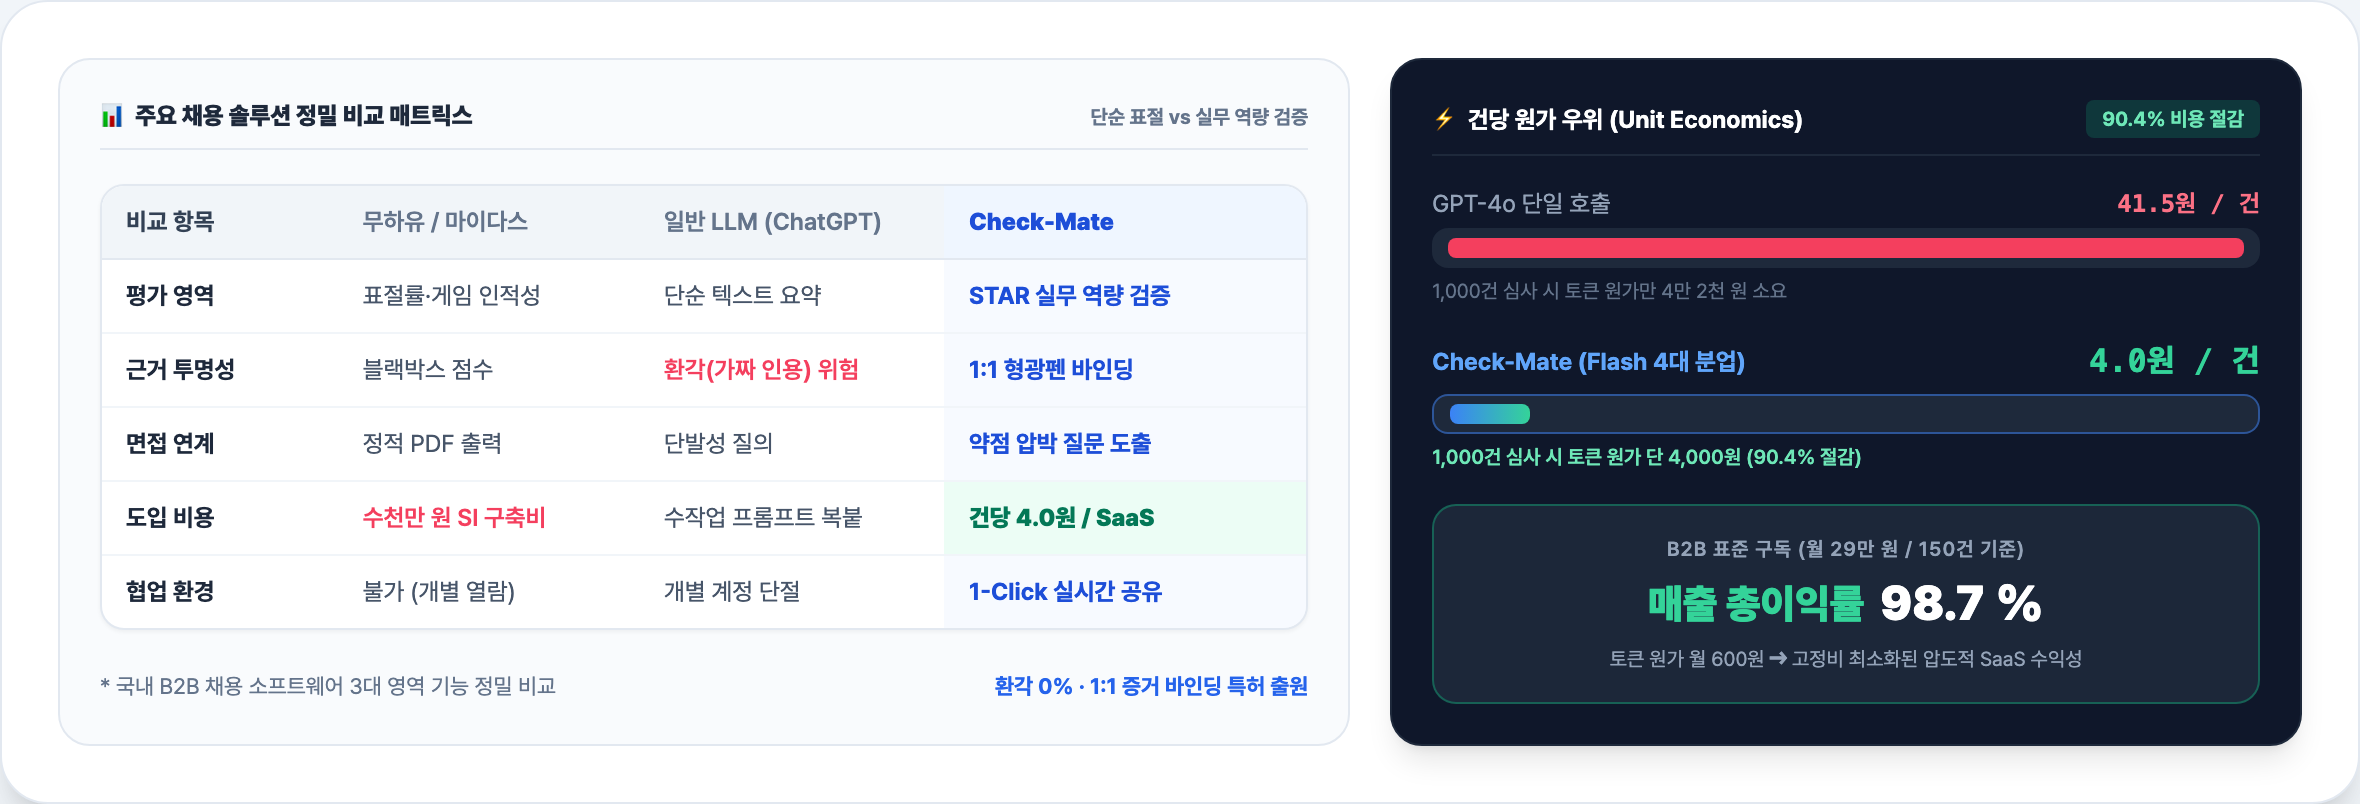 📊 주요 채용 솔루션 정밀 비교 매트릭스
단순 표절 vs 실무 역량 검증
비교 항목 무하유 / 마이다스 일반 LLM (ChatGPT) Check-Mate
평가 영역 표절률·게임 인적성 단순 텍스트 요약 STAR 실무 역량 검증
근거 투명성 블랙박스 점수 환각(가짜 인용) 위험 1:1 형광펜 바인딩
면접 연계 정적 PDF 출력 단발성 질의 약점 압박 질문 도출
도입 비용 수천만 원 SI 구축비 수작업 프롬프트 복붙 건당 4.0원 / SaaS
협업 환경 불가 (개별 열람) 개별 계정 단절 1-Click 실시간 공유
* 국내 B2B 채용 소프트웨어 3대 영역 기능 정밀 비교
환각 0% · 1:1 증거 바인딩 특허 출원
⚡ 건당 원가 우위 (Unit Economics)
90.4% 비용 절감
GPT-4o 단일 호출 41.5원 / 건
1,000건 심사 시 토큰 원가만 4만 2천 원 소요
Check-Mate (Flash 4대 분업) 4.0원 / 건
1,000건 심사 시 토큰 원가 단 4,000원 (90.4% 절감)
B2B 표준 구독 (월 29만 원 / 150건 기준)
매출 총이익률 98.7 %
토큰 원가 월 600원 ➞ 고정비 최소화된 압도적 SaaS 수익성